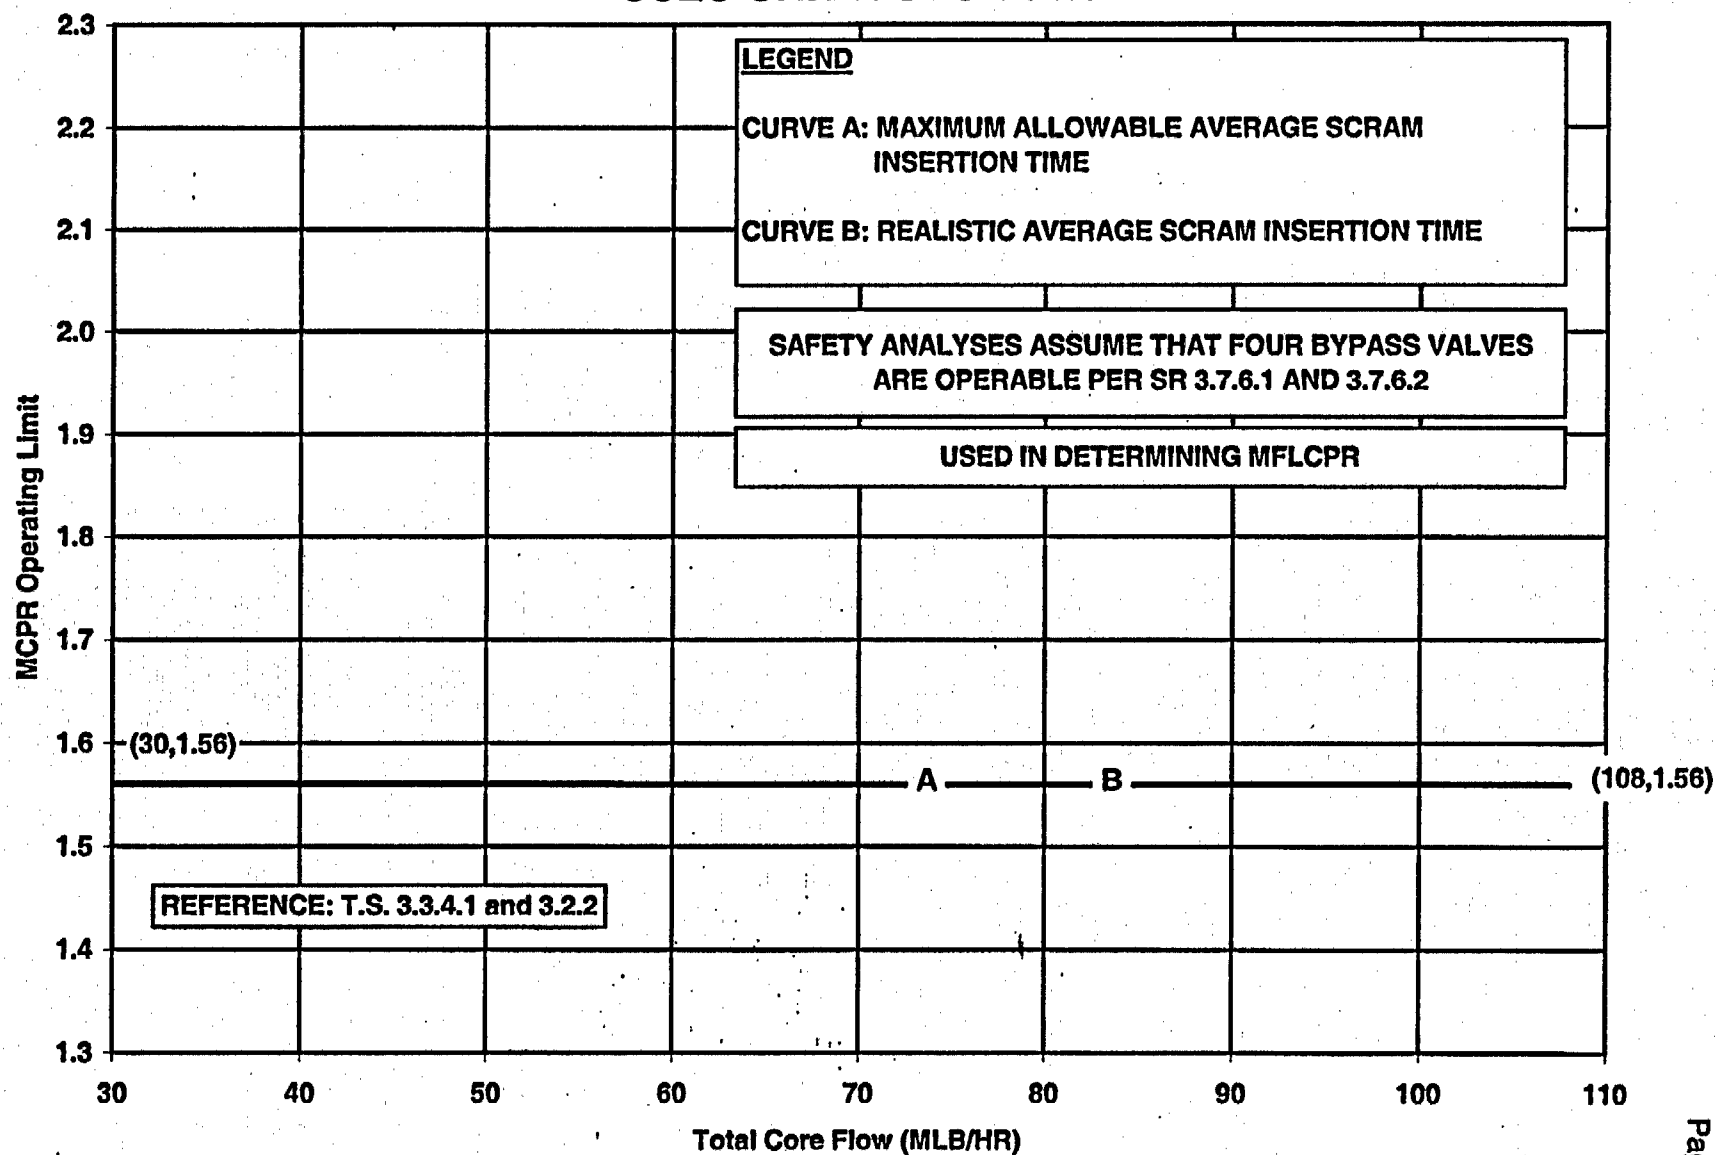 2.3
LEGEND
2.2
CURVE A: MAXIMUM ALLOWABLE AVERAGE SCRAM
INSERTION TIME
2.1
CURVE B: REALISTIC AVERAGE SCRAM INSERTION TIME
2.0
SAFETY ANALYSES ASSUME THAT FOUR BYPASS VALVES
ARE OPERABLE PER SR 3.7.6.1 AND 3.7.6.2
1.9
USED IN DETERMINING MFLCPR
MCPR Operating Limit
1.8
1.7
1.6
(30,1.56)
A
B
(108,1.56)
1.5
REFERENCE: T.S. 3.3.4.1 and 3.2.2
1.4
1.3
30 40 50 60 70 80 90 100 110
Total Core Flow (MLB/HR)